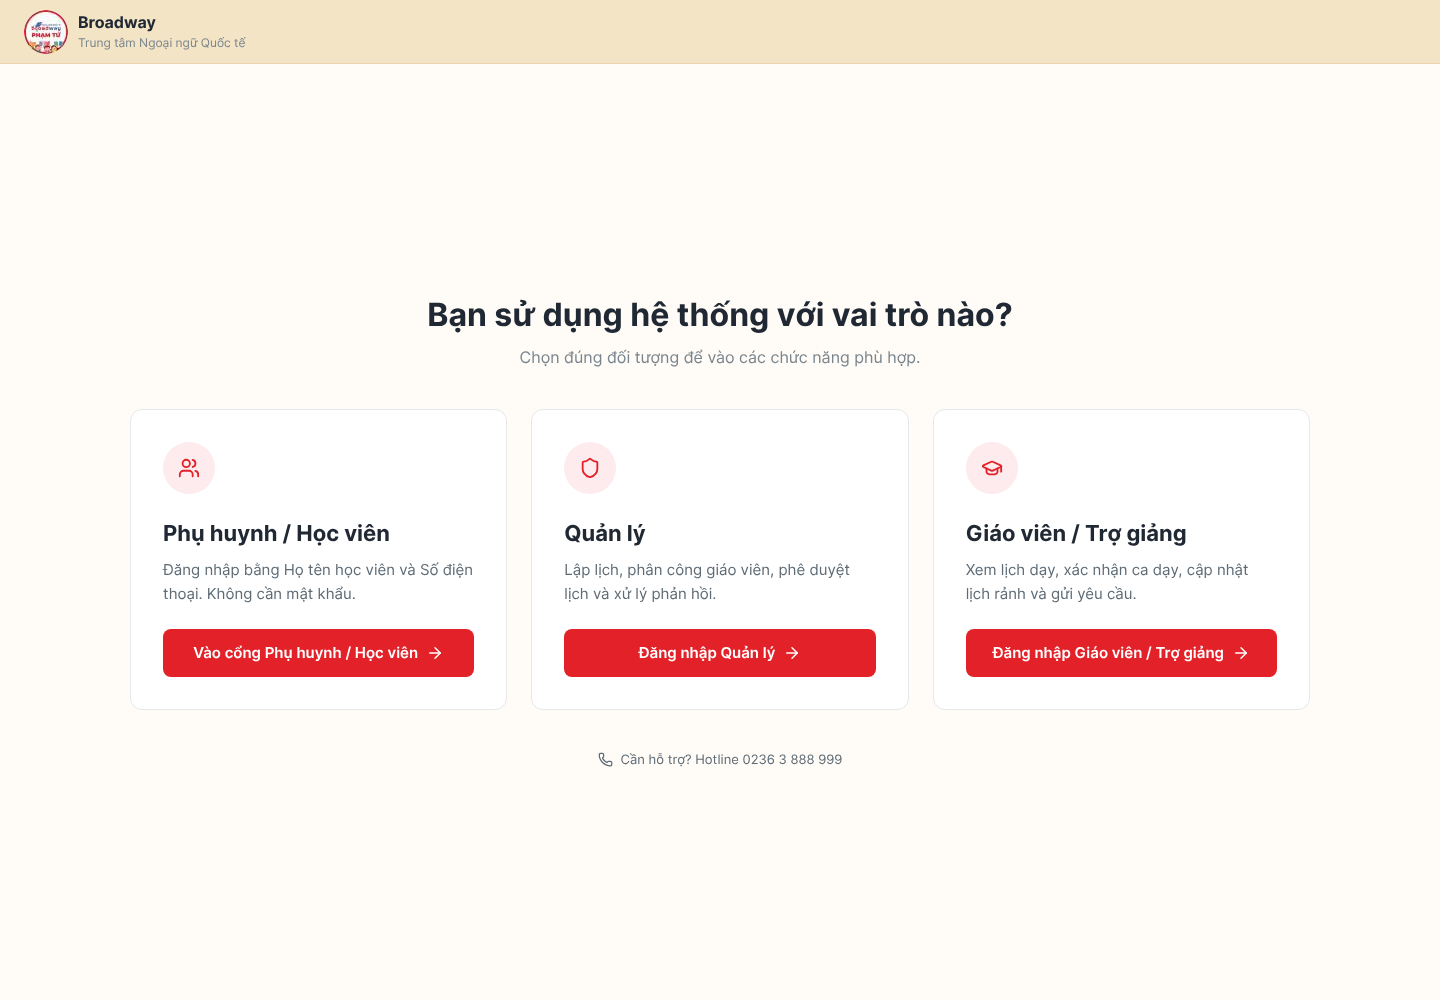 Broadway
PHẠM TỨ
Broadway
Trung tâm Ngoại ngữ Quốc tế
Bạn sử dụng hệ thống với vai trò nào?
Chọn đúng đối tượng để vào các chức năng phù hợp.
Phụ huynh / Học viên
Đăng nhập bằng Họ tên học viên và Số điện
thoại. Không cần mật khẩu.
Vào cổng Phụ huynh / Học viên
Quản lý
Lập lịch, phân công giáo viên, phê duyệt
lịch và xử lý phản hồi.
Đăng nhập Quản lý
Giáo viên / Trợ giảng
Xem lịch dạy, xác nhận ca dạy, cập nhật
lịch rảnh và gửi yêu cầu.
Đăng nhập Giáo viên / Trợ giảng
Cần hỗ trợ? Hotline 0236 3 888 999